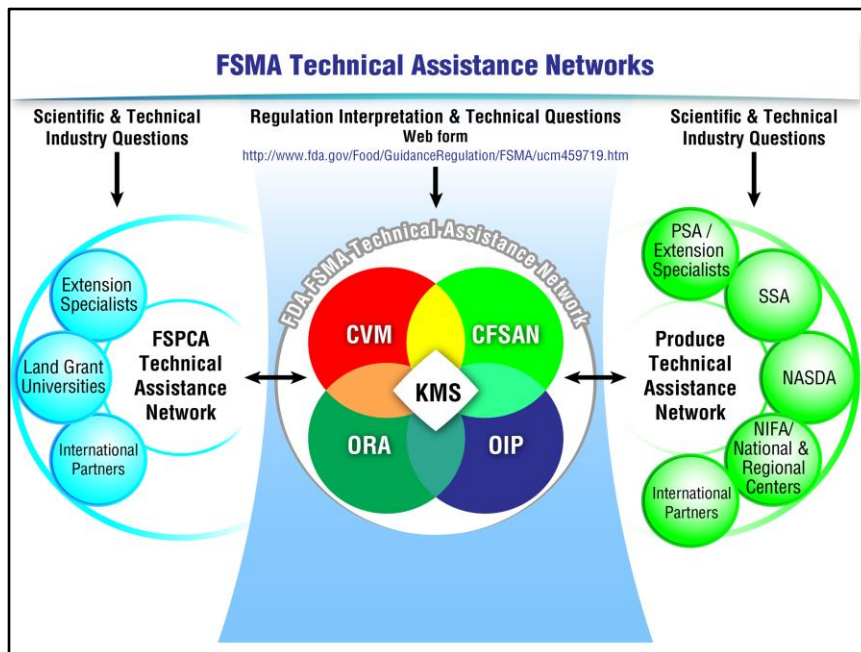 FSMA Technical Assistance Networks
Scientific & Technical
Industry Questions
Regulation Interpretation & Technical Questions
Web form
http://www.fda.gov/Food/GuidanceRegulation/FSMA/ucm459719.htm
Scientific & Technical
Industry Questions
Extension
Specialists
Land Grant
Universities
International
Partners
FSPCA
Technical
Assistance
Network
FDA FSMA Technical Assistance Network
CVM
CFSAN
KMS
ORA
OIP
Produce
Technical
Assistance
Network
PSA /
Extension
Specialists
SSA
NASDA
NIFA/
National &
Regional
Centers
International
Partners